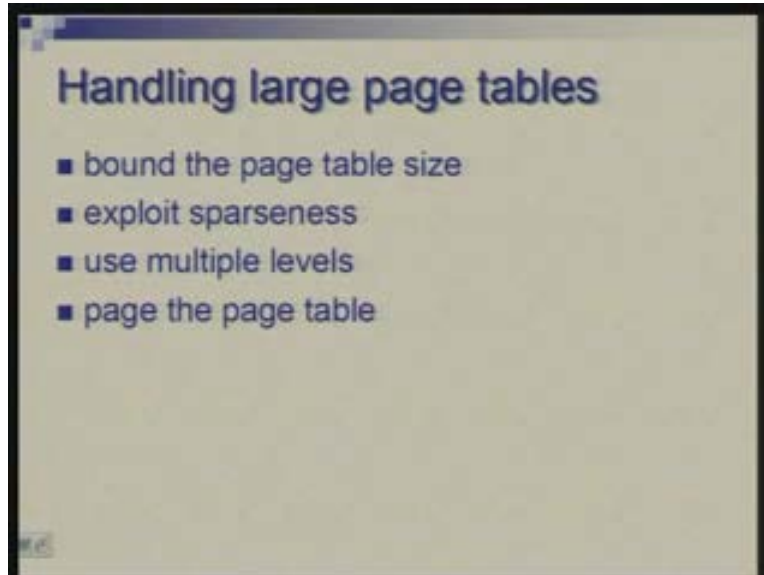 Handling large page tables
bound the page table size
exploit sparseness
use multiple levels
page the page table